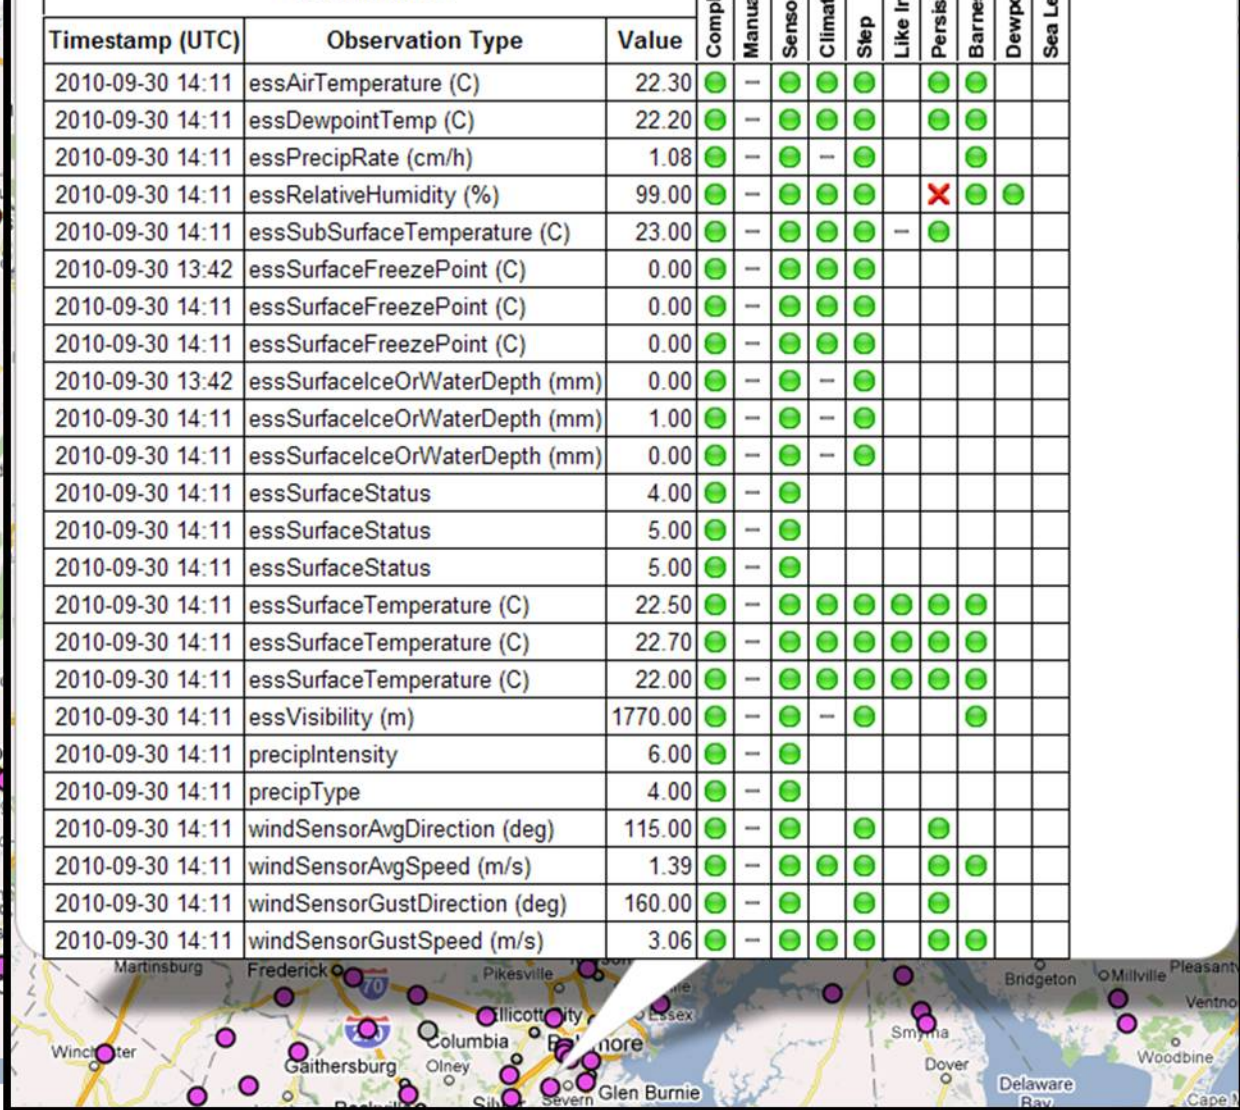 Timestamp (UTC) Observation Type Value Compl Manua Senso Climat Step Like In Persis Barne Dewpo Sea Le
2010-09-30 14:11 essAirTemperature (C) 22.30 –
2010-09-30 14:11 essDewpointTemp (C) 22.20 –
2010-09-30 14:11 essPrecipRate (cm/h) 1.08 – –
2010-09-30 14:11 essRelativeHumidity (%) 99.00 –
2010-09-30 14:11 essSubSurfaceTemperature (C) 23.00 – –
2010-09-30 13:42 essSurfaceFreezePoint (C) 0.00 –
2010-09-30 14:11 essSurfaceFreezePoint (C) 0.00 –
2010-09-30 14:11 essSurfaceFreezePoint (C) 0.00 –
2010-09-30 13:42 essSurfaceIceOrWaterDepth (mm) 0.00 – –
2010-09-30 14:11 essSurfaceIceOrWaterDepth (mm) 1.00 – –
2010-09-30 14:11 essSurfaceIceOrWaterDepth (mm) 0.00 – –
2010-09-30 14:11 essSurfaceStatus 4.00 –
2010-09-30 14:11 essSurfaceStatus 5.00 –
2010-09-30 14:11 essSurfaceStatus 5.00 –
2010-09-30 14:11 essSurfaceTemperature (C) 22.50 –
2010-09-30 14:11 essSurfaceTemperature (C) 22.70 –
2010-09-30 14:11 essSurfaceTemperature (C) 22.00 –
2010-09-30 14:11 essVisibility (m) 1770.00 – –
2010-09-30 14:11 precipIntensity 6.00 –
2010-09-30 14:11 precipType 4.00 –
2010-09-30 14:11 windSensorAvgDirection (deg) 115.00 –
2010-09-30 14:11 windSensorAvgSpeed (m/s) 1.39 –
2010-09-30 14:11 windSensorGustDirection (deg) 160.00 –
2010-09-30 14:11 windSensorGustSpeed (m/s) 3.06 –
Martinsburg Frederick Pikesville Bridgeton Millville Pleasant
70
Ellicott City Essex Ventno
Columbia Smyrna
Gaithersburg Olney Dover Woodbine
Severn Glen Burnie Delaware
Bay Cape